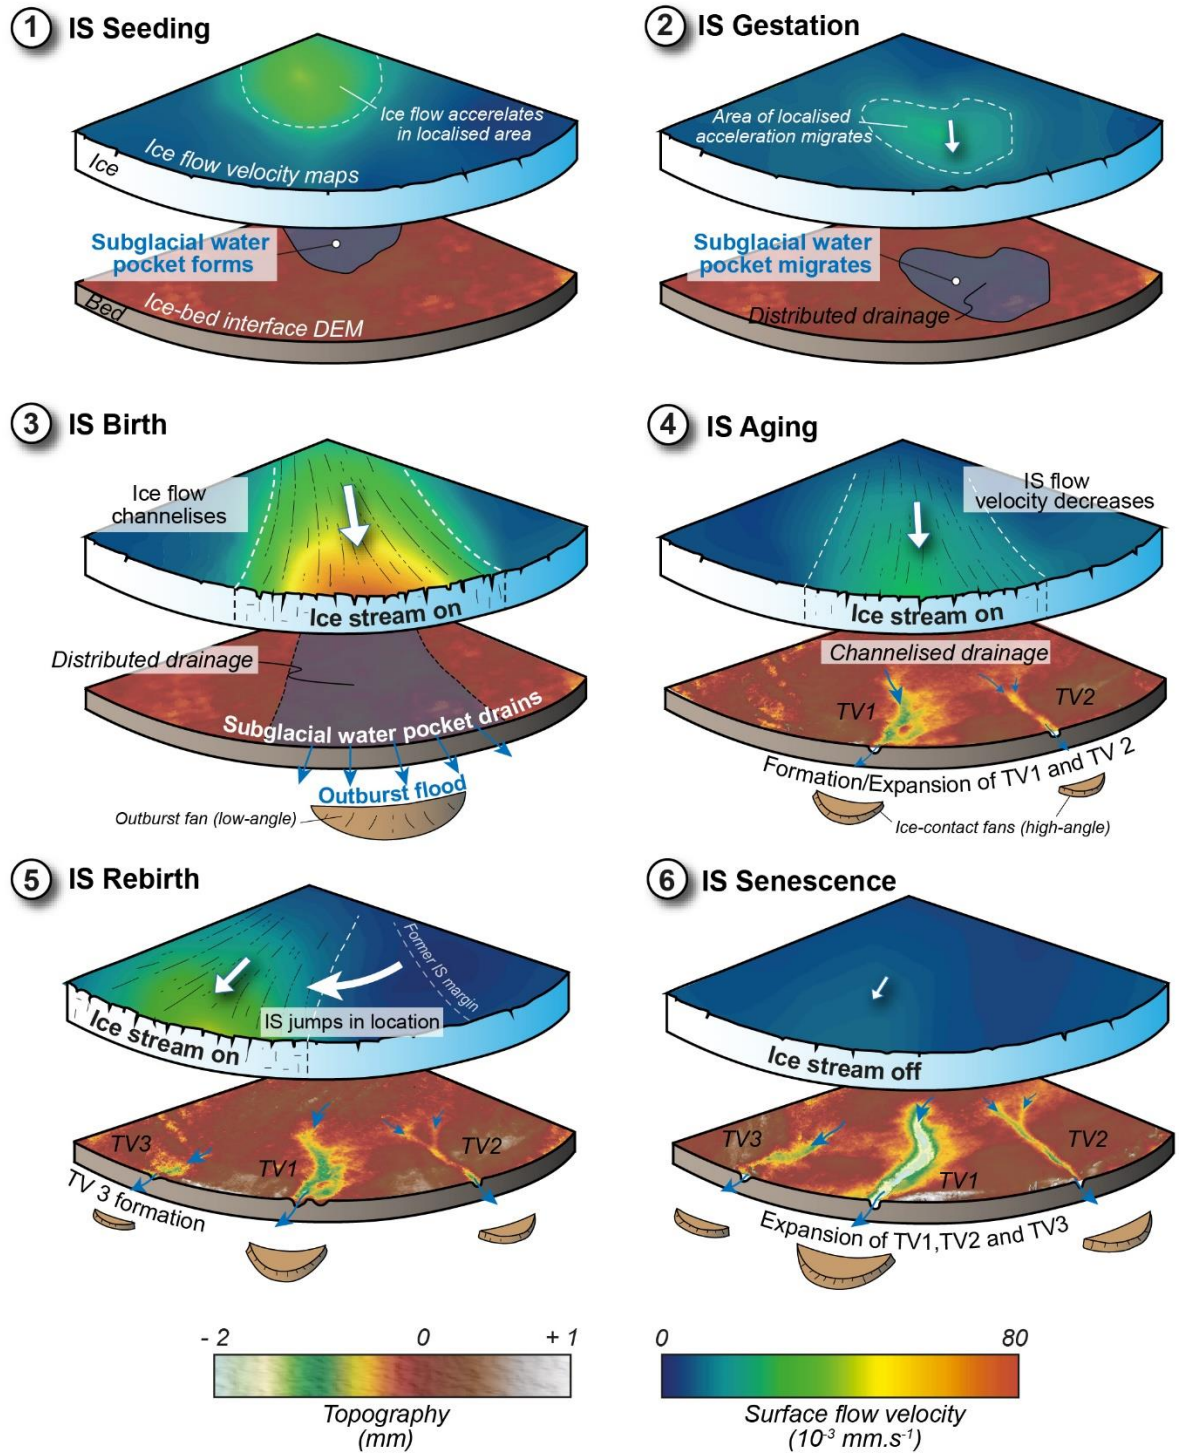 1 IS Seeding
Ice flow accerelates
in localised area
Ice flow velocity maps
Ice
Subglacial water
pocket forms
Ice-bed interface DEM
Bed
2 IS Gestation
Area of localised
acceleration migrates
Subglacial water
pocket migrates
Distributed drainage
3 IS Birth
Ice flow
channelises
Ice stream on
Distributed drainage
Subglacial water pocket drains
Outburst flood
Outburst fan (low-angle)
4 IS Aging
IS flow
velocity decreases
Ice stream on
Channelised drainage
TV1
TV2
Formation/Expansion of TV1 and TV 2
Ice-contact fans (high-angle)
5 IS Rebirth
Former IS margin
IS jumps in location
Ice stream on
TV3
TV1
TV2
TV 3 formation
6 IS Senescence
Ice stream off
TV3
TV1
TV2
Expansion of TV1,TV2 and TV3
- 2 0 + 1
Topography
(mm)
0 80
Surface flow velocity
(10⁻³ mm.s⁻¹)